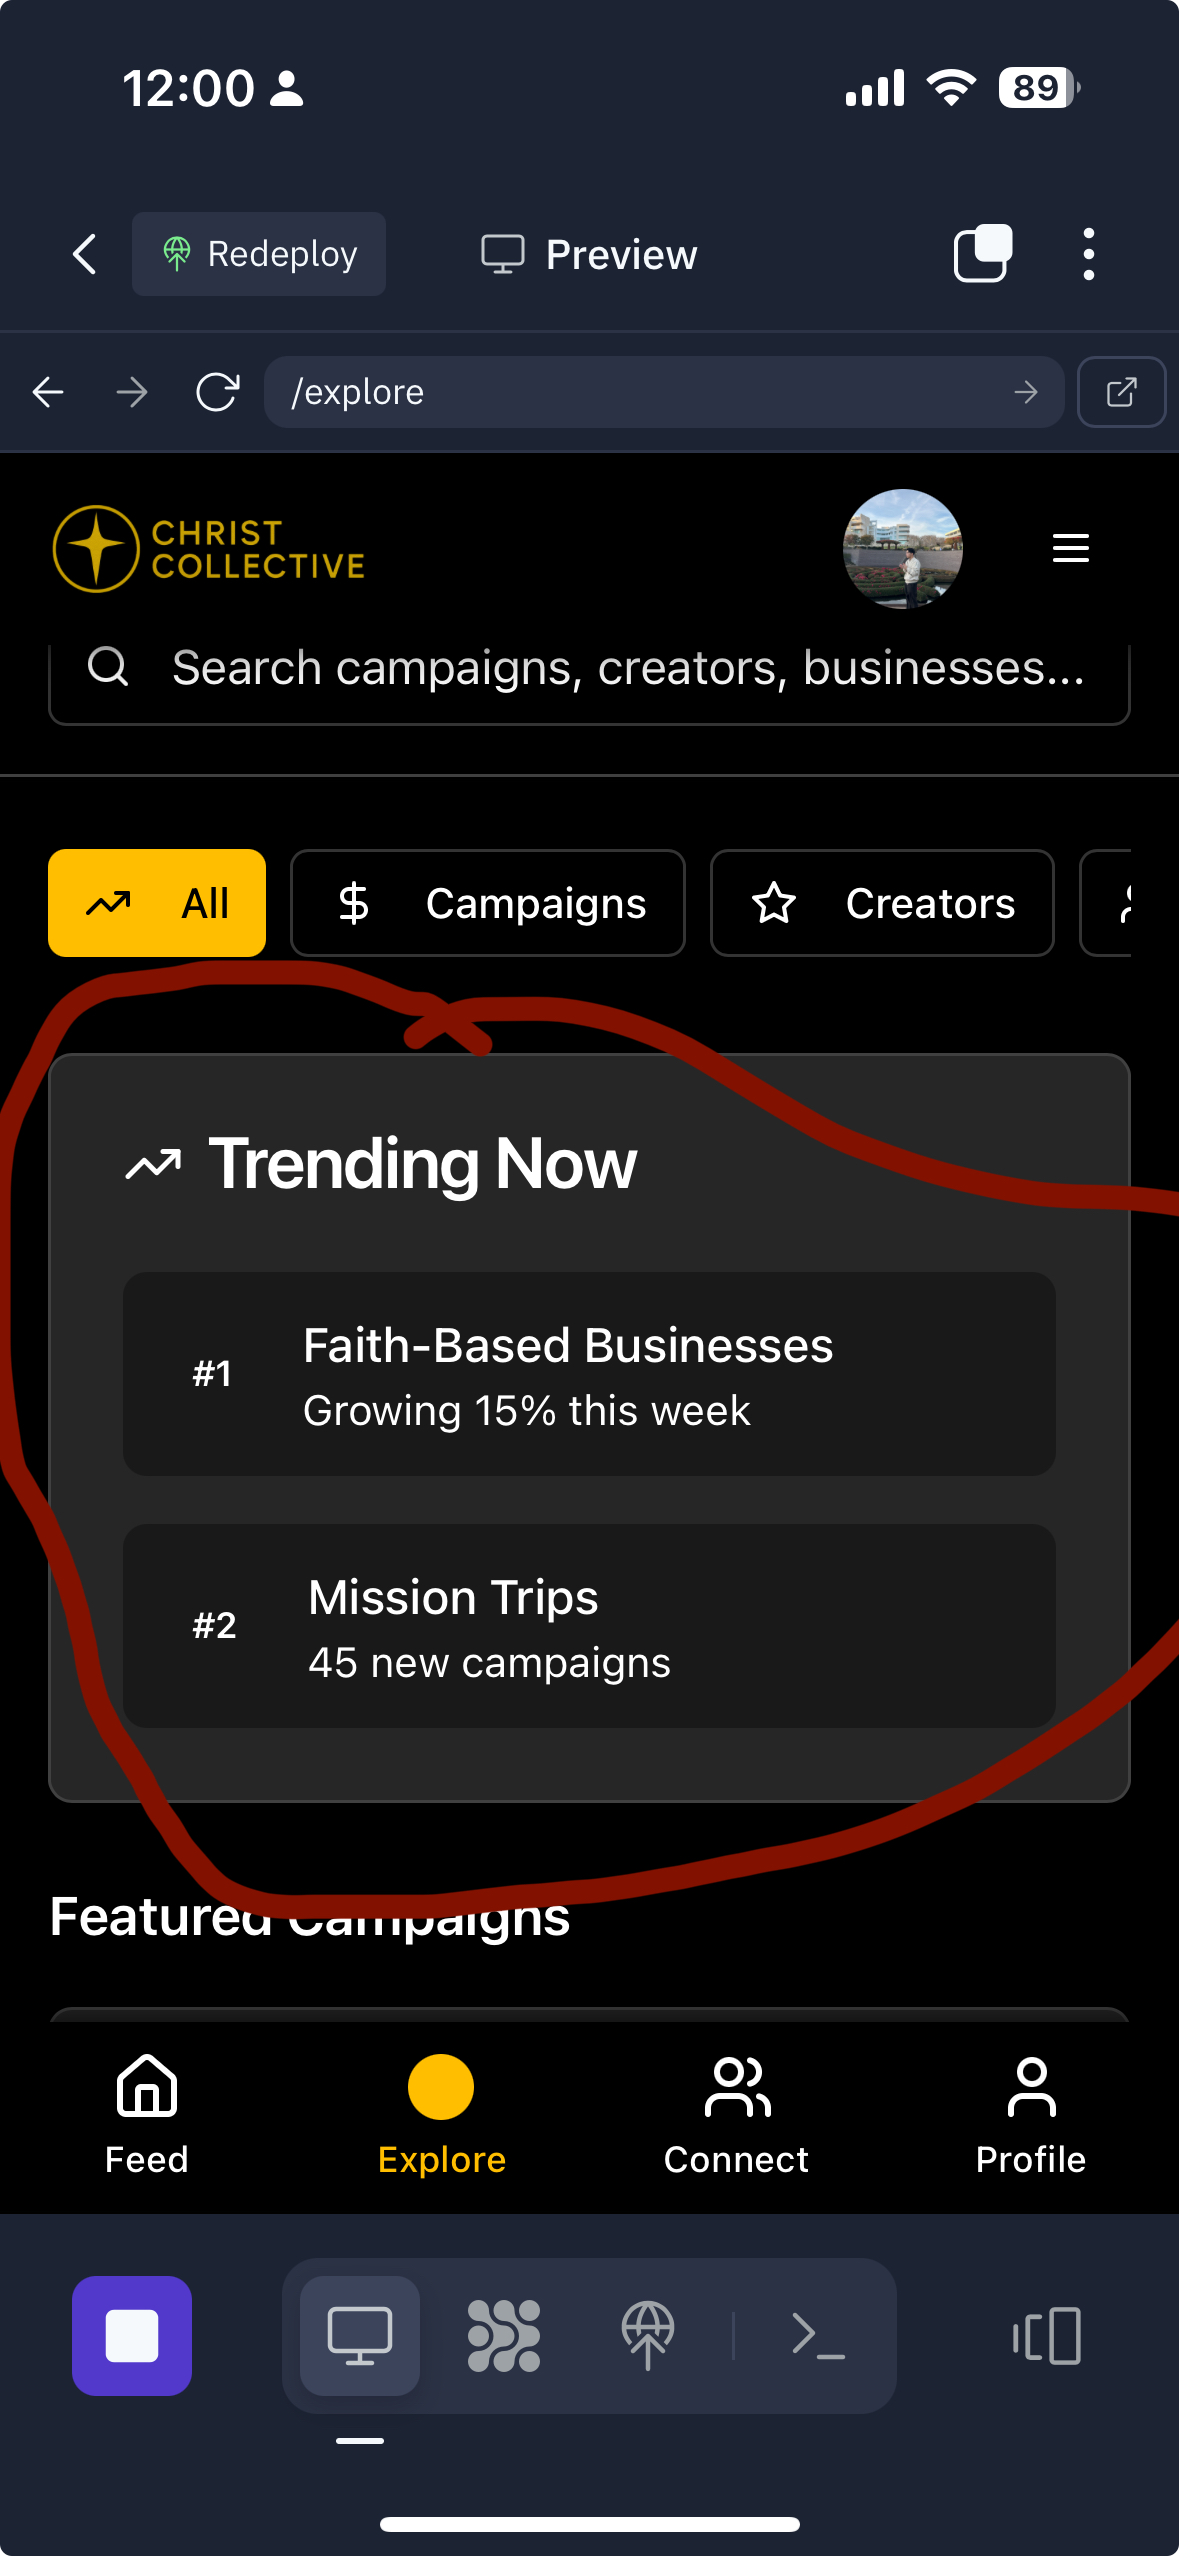 12:00
89
Redeploy
Preview
/explore
CHRIST
COLLECTIVE
Search campaigns, creators, businesses...
All
Campaigns
Creators
Trending Now
#1
Faith-Based Businesses
Growing 15% this week
#2
Mission Trips
45 new campaigns
Featured Campaigns
Feed
Explore
Connect
Profile